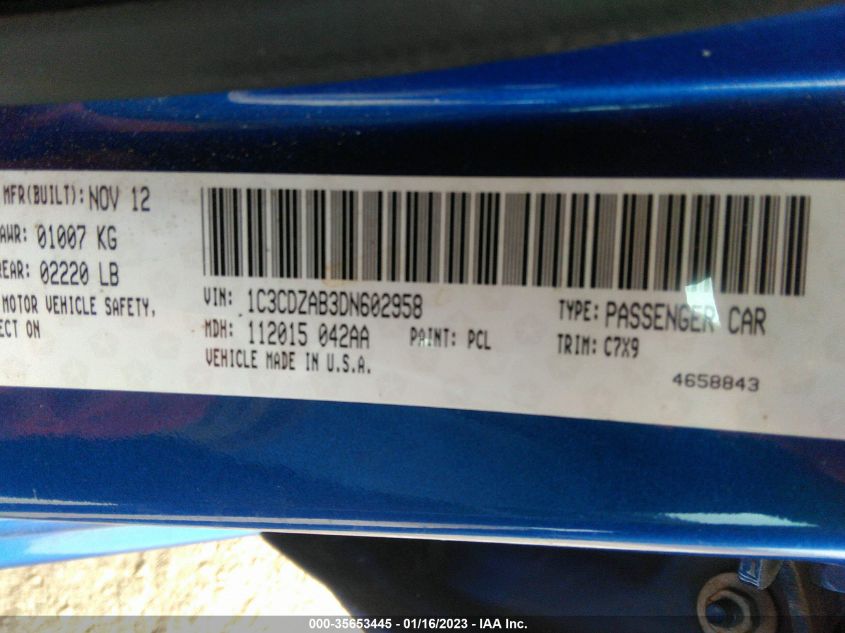 MFR(BUILT): NOV 12
AWR: 01007 KG
REAR: 02220 LB
MOTOR VEHICLE SAFETY,
ECT ON
VIN: 1C3CDZAB3DN602958
TYPE: PASSENGER CAR
MDH: 112015 042AA
PAINT: PCL
TRIM: C7X9
VEHICLE MADE IN U.S.A.
4658843
000-35653445 - 01/16/2023 - IAA Inc.